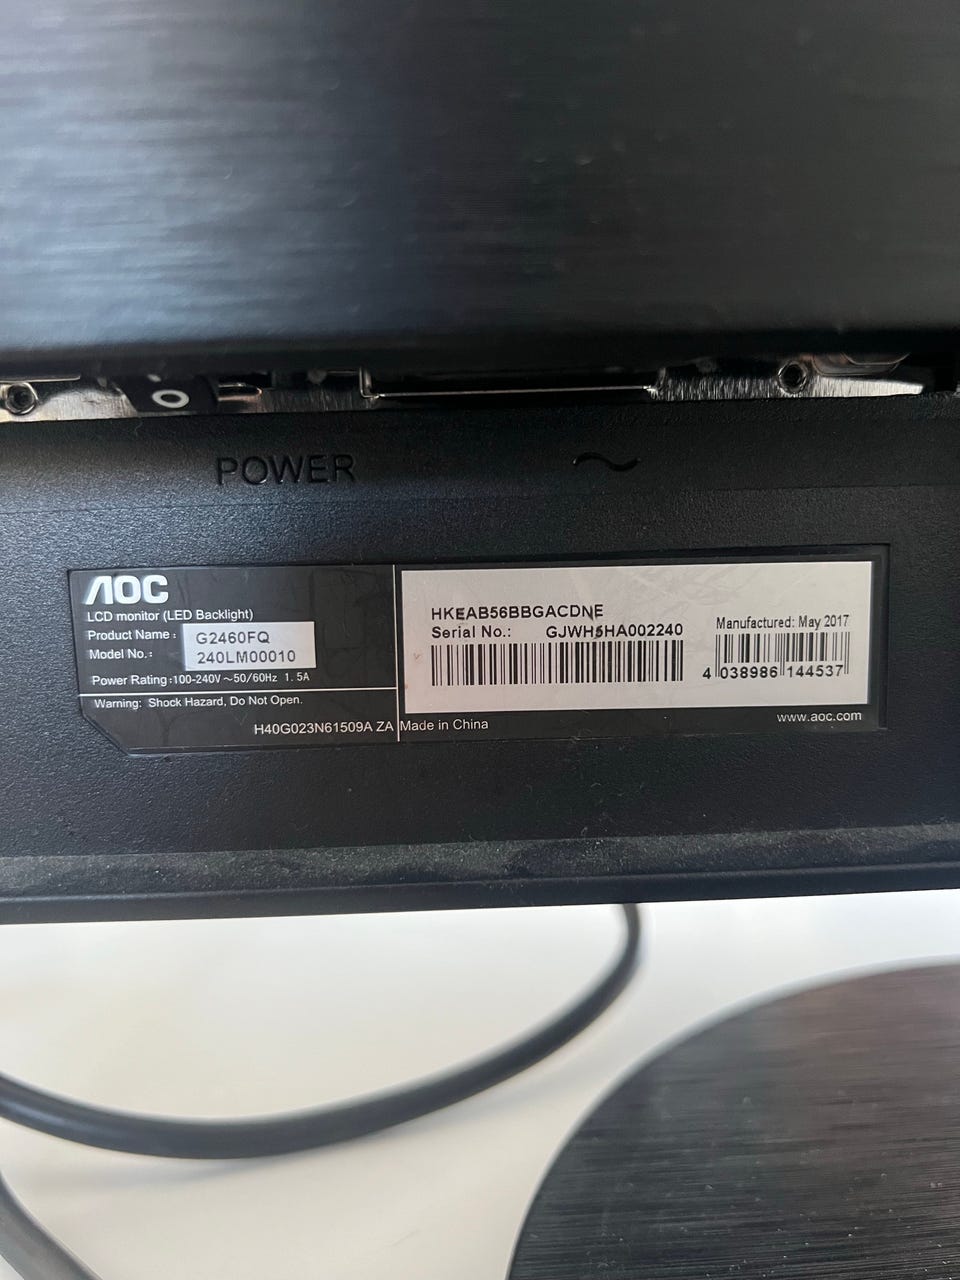 POWER
AOC
LCD monitor (LED Backlight)
Product Name : G2460FQ
Model No.: 240LM00010
Power Rating :100-240V～50/60Hz 1.5A
Warning: Shock Hazard, Do Not Open.
H40G023N61509A ZA
HKEAB56BBGACDNE
Serial No.: GJWH5HA002240
Manufactured: May 2017
4 038986 144537
Made in China
www.aoc.com